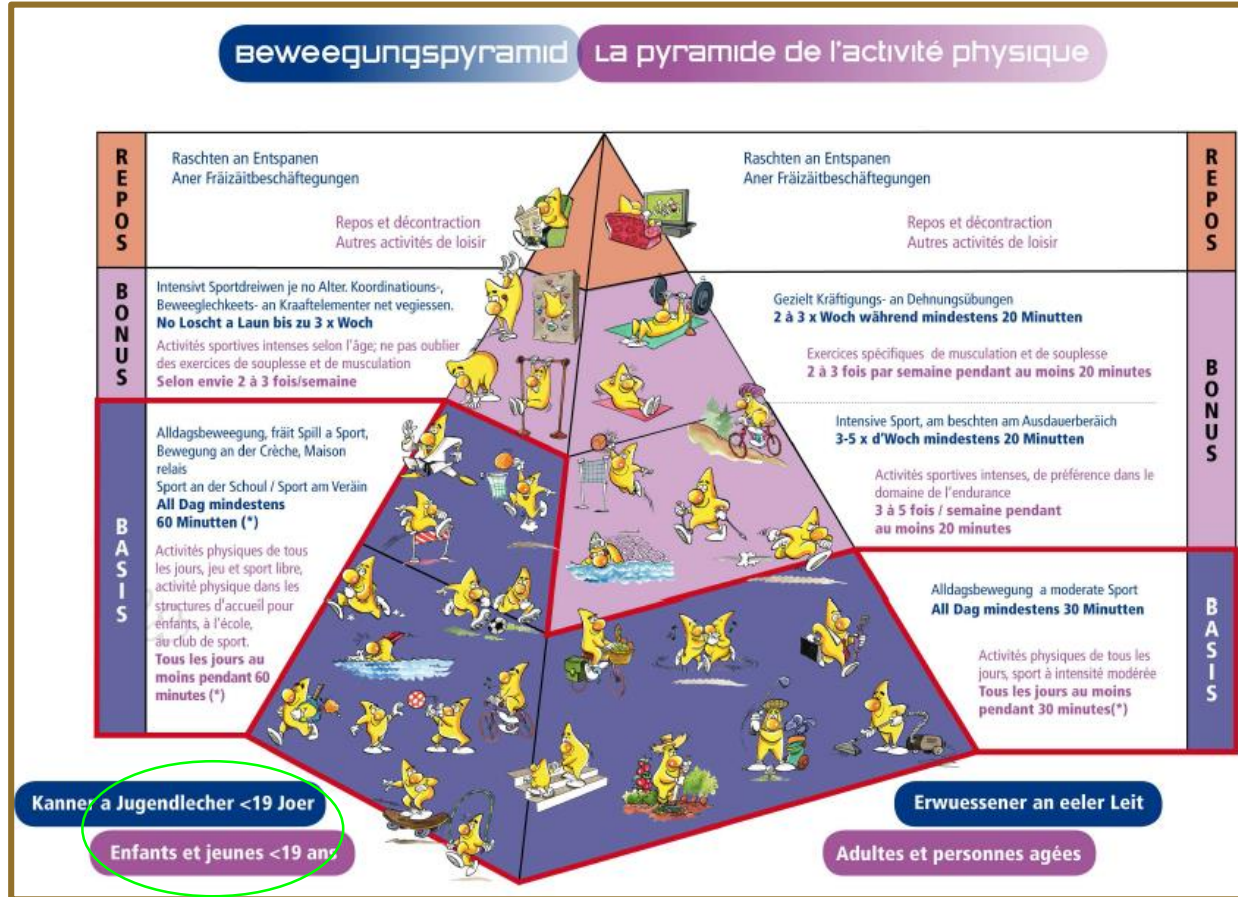 Beweegungspyramid La pyramide de l'activité physique
REPOS
Raschten an Entspanen
Aner Fräizäitbeschäftegungen
Repos et décontraction
Autres activités de loisir
Raschten an Entspanen
Aner Fräizäitbeschäftegungen
Repos et décontraction
Autres activités de loisir
REPOS
BONUS
Intensivt Sportdreiwen je no Alter. Koordinatiouns-,
Beweeglechkeets- an Kraaftelementer net vegiessen.
No Loscht a Laun bis zu 3 x Woch
Activités sportives intenses selon l'âge; ne pas oublier
des exercices de souplesse et de musculation
Selon envie 2 à 3 fois/semaine
Gezielt Kräftigungs- an Dehnungsübungen
2 à 3 x Woch während mindestens 20 Minutten
Exercices spécifiques de musculation et de souplesse
2 à 3 fois par semaine pendant au moins 20 minutes
Intensive Sport, am beschten am Ausdauerberäich
3-5 x d'Woch mindestens 20 Minutten
Activités sportives intenses, de préférence dans le
domaine de l'endurance
3 à 5 fois / semaine pendant
au moins 20 minutes
BONUS
BASIS
Alldagsbeweegung, fräit Spill a Sport,
Bewegung an der Crèche, Maison
relais
Sport an der Schoul / Sport am Veräin
All Dag mindestens
60 Minutten (*)
Activités physiques de tous
les jours, jeu et sport libre,
activité physique dans les
structures d'accueil pour
enfants, à l'école,
au club de sport.
Tous les jours au
moins pendant 60
minutes (*)
Alldagsbewegung a moderate Sport
All Dag mindestens 30 Minutten
Activités physiques de tous les
jours, sport à intensité modérée
Tous les jours au moins
pendant 30 minutes(*)
BASIS
Kanner a Jugendlecher <19 Joer
Enfants et jeunes <19 ans
Erwuessener an eeler Leit
Adultes et personnes agées